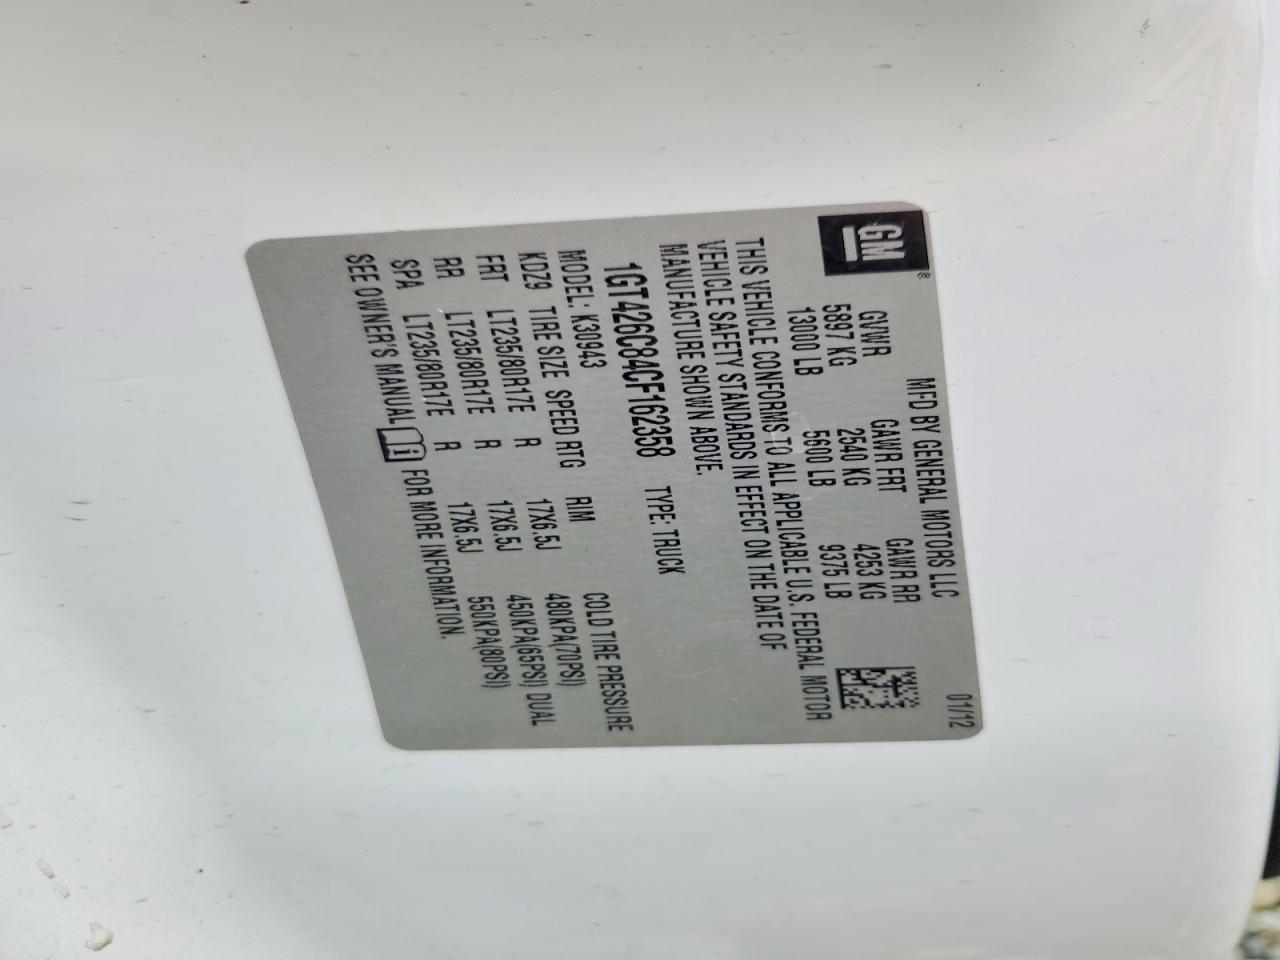 GM®
MFD BY GENERAL MOTORS LLC 01/12
GVWR GAWR FRT GAWR RR
5897 KG 2540 KG 4253 KG
13000 LB 5600 LB 9375 LB
THIS VEHICLE CONFORMS TO ALL APPLICABLE U.S. FEDERAL MOTOR
VEHICLE SAFETY STANDARDS IN EFFECT ON THE DATE OF
MANUFACTURE SHOWN ABOVE.
1GT426C84CF162358 TYPE: TRUCK
MODEL: K30943
KDZ9 TIRE SIZE SPEED RTG RIM COLD TIRE PRESSURE
FRT LT235/80R17E R 17X6.5J 480KPA(70PSI)
RR LT235/80R17E R 17X6.5J 450KPA(65PSI) DUAL
SPA LT235/80R17E R 17X6.5J 550KPA(80PSI)
SEE OWNER'S MANUAL FOR MORE INFORMATION.